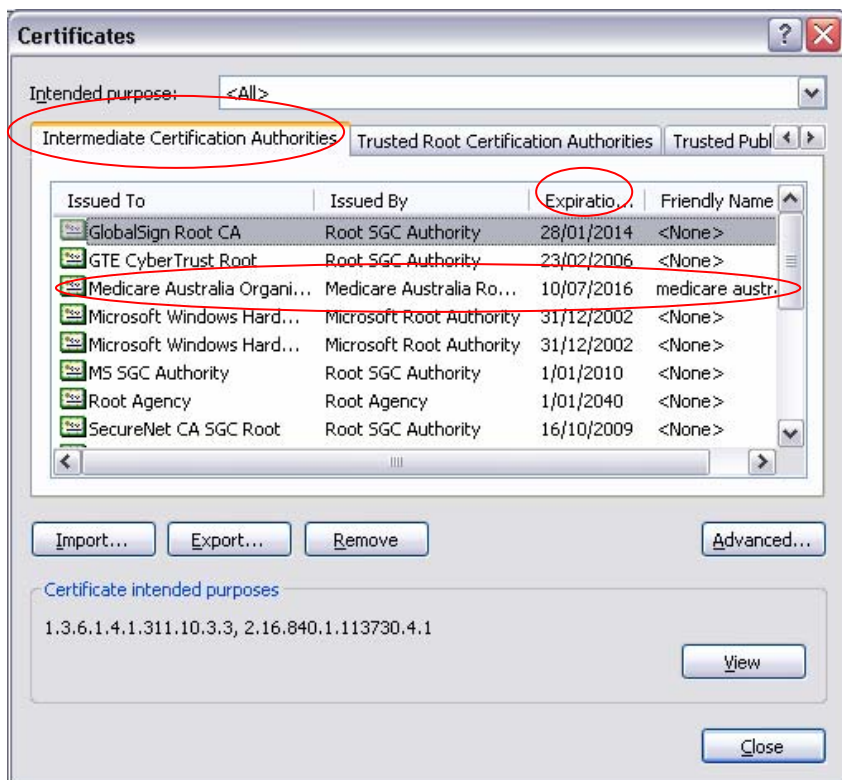 Certificates
Intended purpose: <All>
Intermediate Certification Authorities Trusted Root Certification Authorities Trusted Publ
Issued To Issued By Expiratio... Friendly Name
GlobalSign Root CA Root SGC Authority 28/01/2014 <None>
GTE CyberTrust Root Root SGC Authority 23/02/2006 <None>
Medicare Australia Organi... Medicare Australia Ro... 10/07/2016 medicare austr
Microsoft Windows Hard... Microsoft Root Authority 31/12/2002 <None>
Microsoft Windows Hard... Microsoft Root Authority 31/12/2002 <None>
MS SGC Authority Root SGC Authority 1/01/2010 <None>
Root Agency Root Agency 1/01/2040 <None>
SecureNet CA SGC Root Root SGC Authority 16/10/2009 <None>
Import... Export... Remove Advanced...
Certificate intended purposes
1.3.6.1.4.1.311.10.3.3, 2.16.840.1.113730.4.1
View
Close